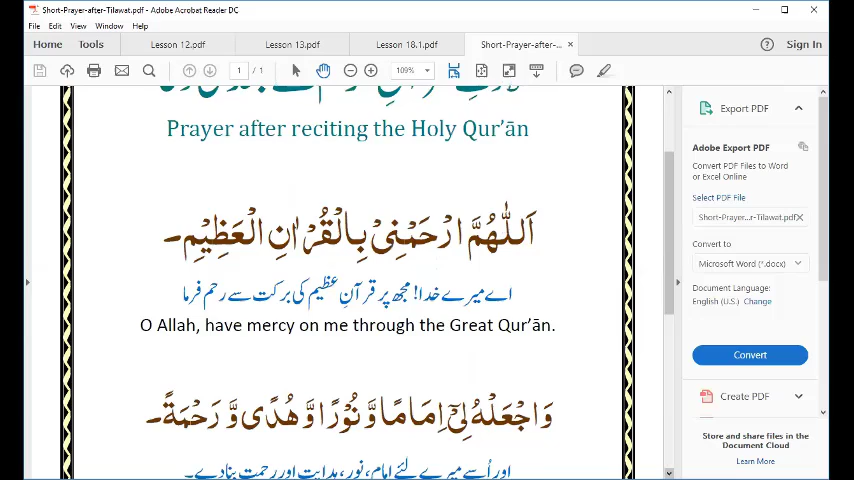 Short-Prayer-after-Tilawat.pdf - Adobe Acrobat Reader DC
File Edit View Window Help
Home Tools Lesson 12.pdf Lesson 13.pdf Lesson 18.1.pdf Short-Prayer-after-... × Sign In
1 / 1 109%
Prayer after reciting the Holy Qur’ān
اَللّٰهُمَّ ارْحَمْنِیْ بِالْقُرْاٰنِ الْعَظِیْمِ۔
اے میرے خدا! مجھ پر قرآنِ عظیم کی برکت سے رحم فرما
O Allah, have mercy on me through the Great Qur’ān.
وَاجْعَلْهُ لِیْٓ اِمَامًا وَّ نُوْرًا وَّ هُدًی وَّ رَحْمَةً۔
اور اُسے میرے لئے امام، نور، ہدایت اور رحمت بنا دے۔
Export PDF
Adobe Export PDF
Convert PDF Files to Word
or Excel Online
Select PDF File
Short-Prayer...r-Tilawat.pdf ×
Convert to
Microsoft Word (*.docx)
Document Language:
English (U.S.) Change
Convert
Create PDF
Store and share files in the
Document Cloud
Learn More